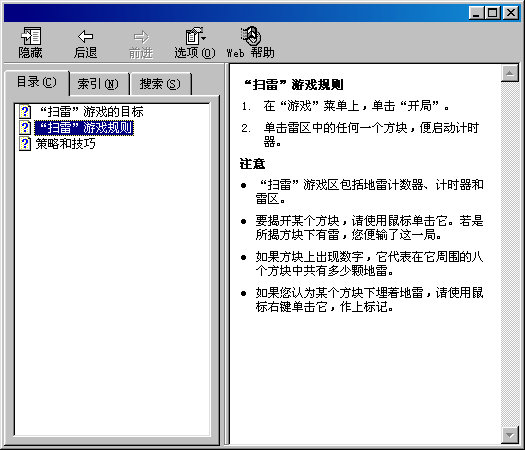 隐藏 后退 前进 选项(O) Web 帮助
目录(C) 索引(N) 搜索(S)
“扫雷”游戏的目标
“扫雷”游戏规则
策略和技巧
“扫雷”游戏规则
1. 在“游戏”菜单上，单击“开局”。
2. 单击雷区中的任何一个方块，便启动计时
器。
注意
● “扫雷”游戏区包括地雷计数器、计时器和
雷区。
● 要揭开某个方块，请使用鼠标单击它。若是
所揭方块下有雷，您便输了这一局。
● 如果方块上出现数字，它代表在它周围的八
个方块中共有多少颗地雷。
● 如果您认为某个方块下埋着地雷，请使用鼠
标右键单击它，作上标记。